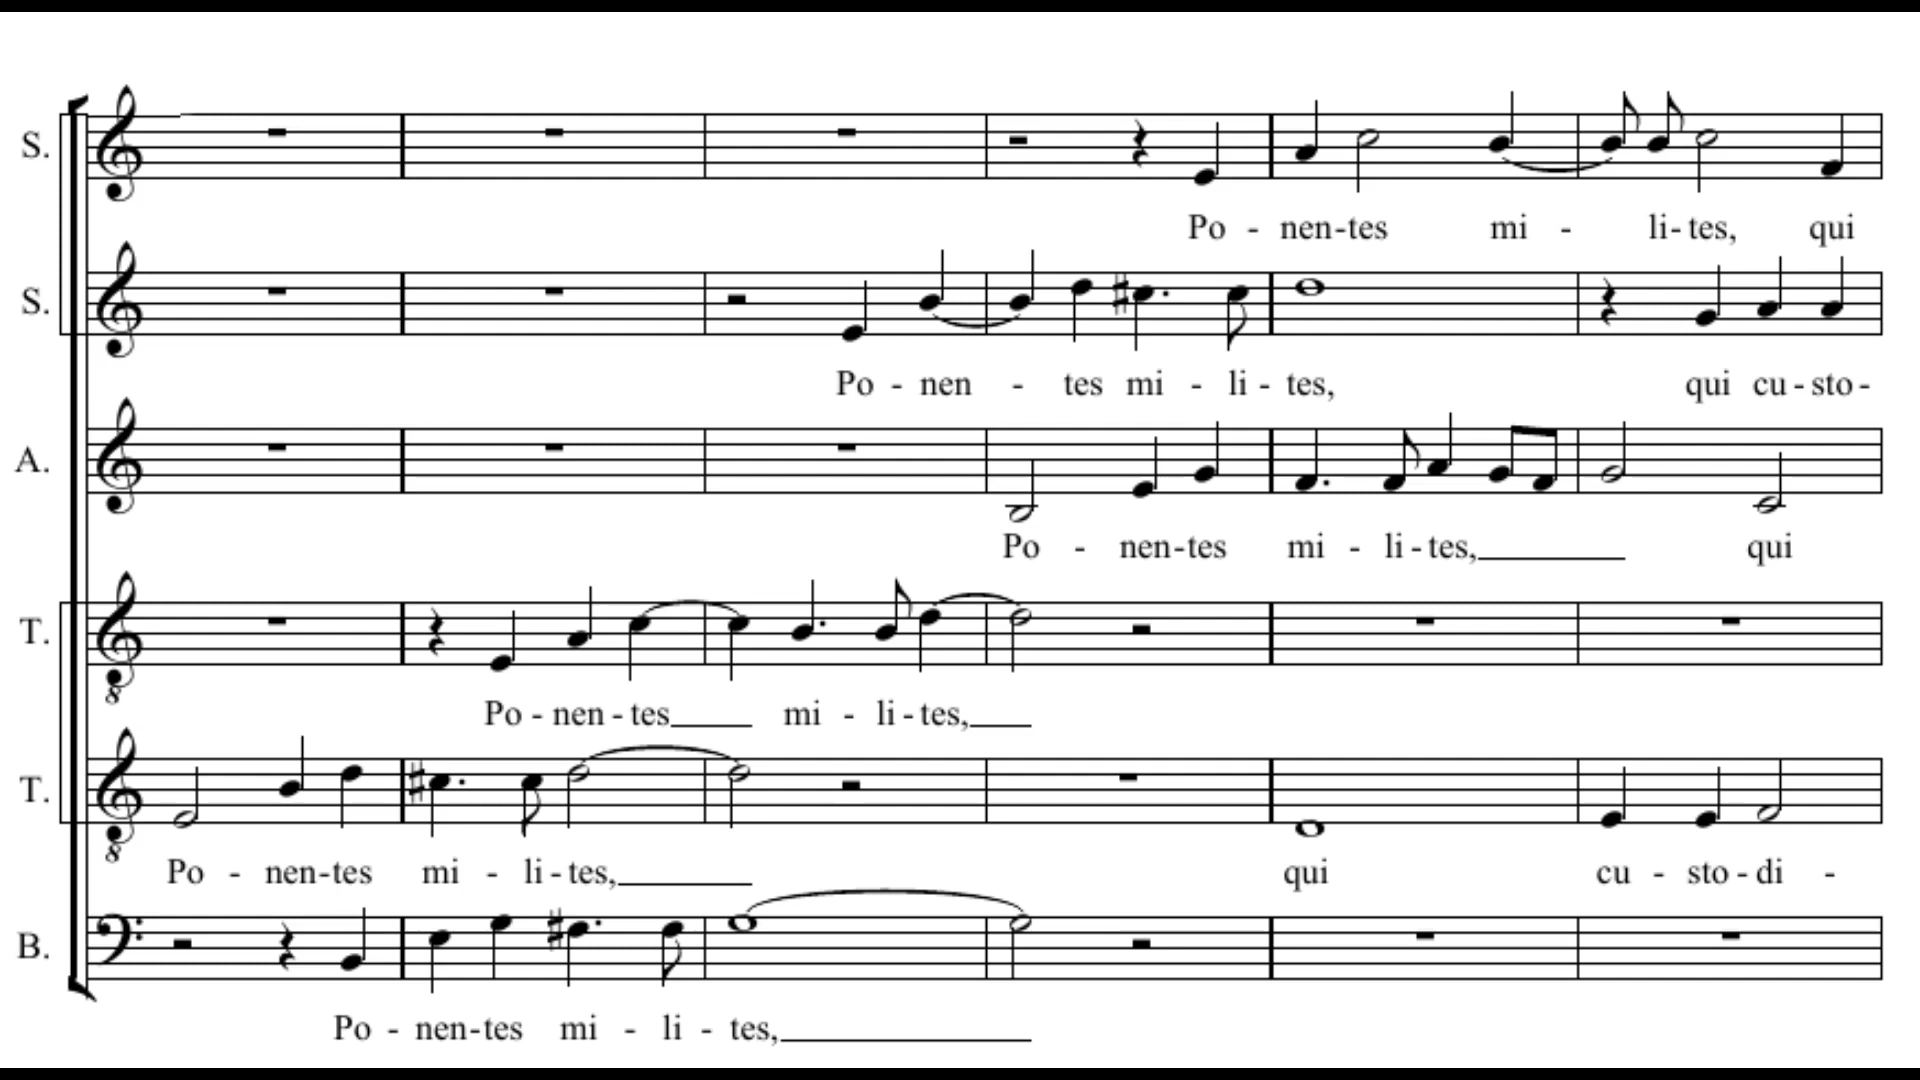 S.
Po - nen-tes mi - li-tes, qui
S.
Po - nen - tes mi - li - tes, qui cu-sto-
A.
Po - nen-tes mi - li-tes, qui
T.
8
Po-nen-tes mi - li-tes,
T.
8
Po - nen-tes mi - li-tes, qui cu - sto-di -
B.
Po - nen-tes mi - li - tes,